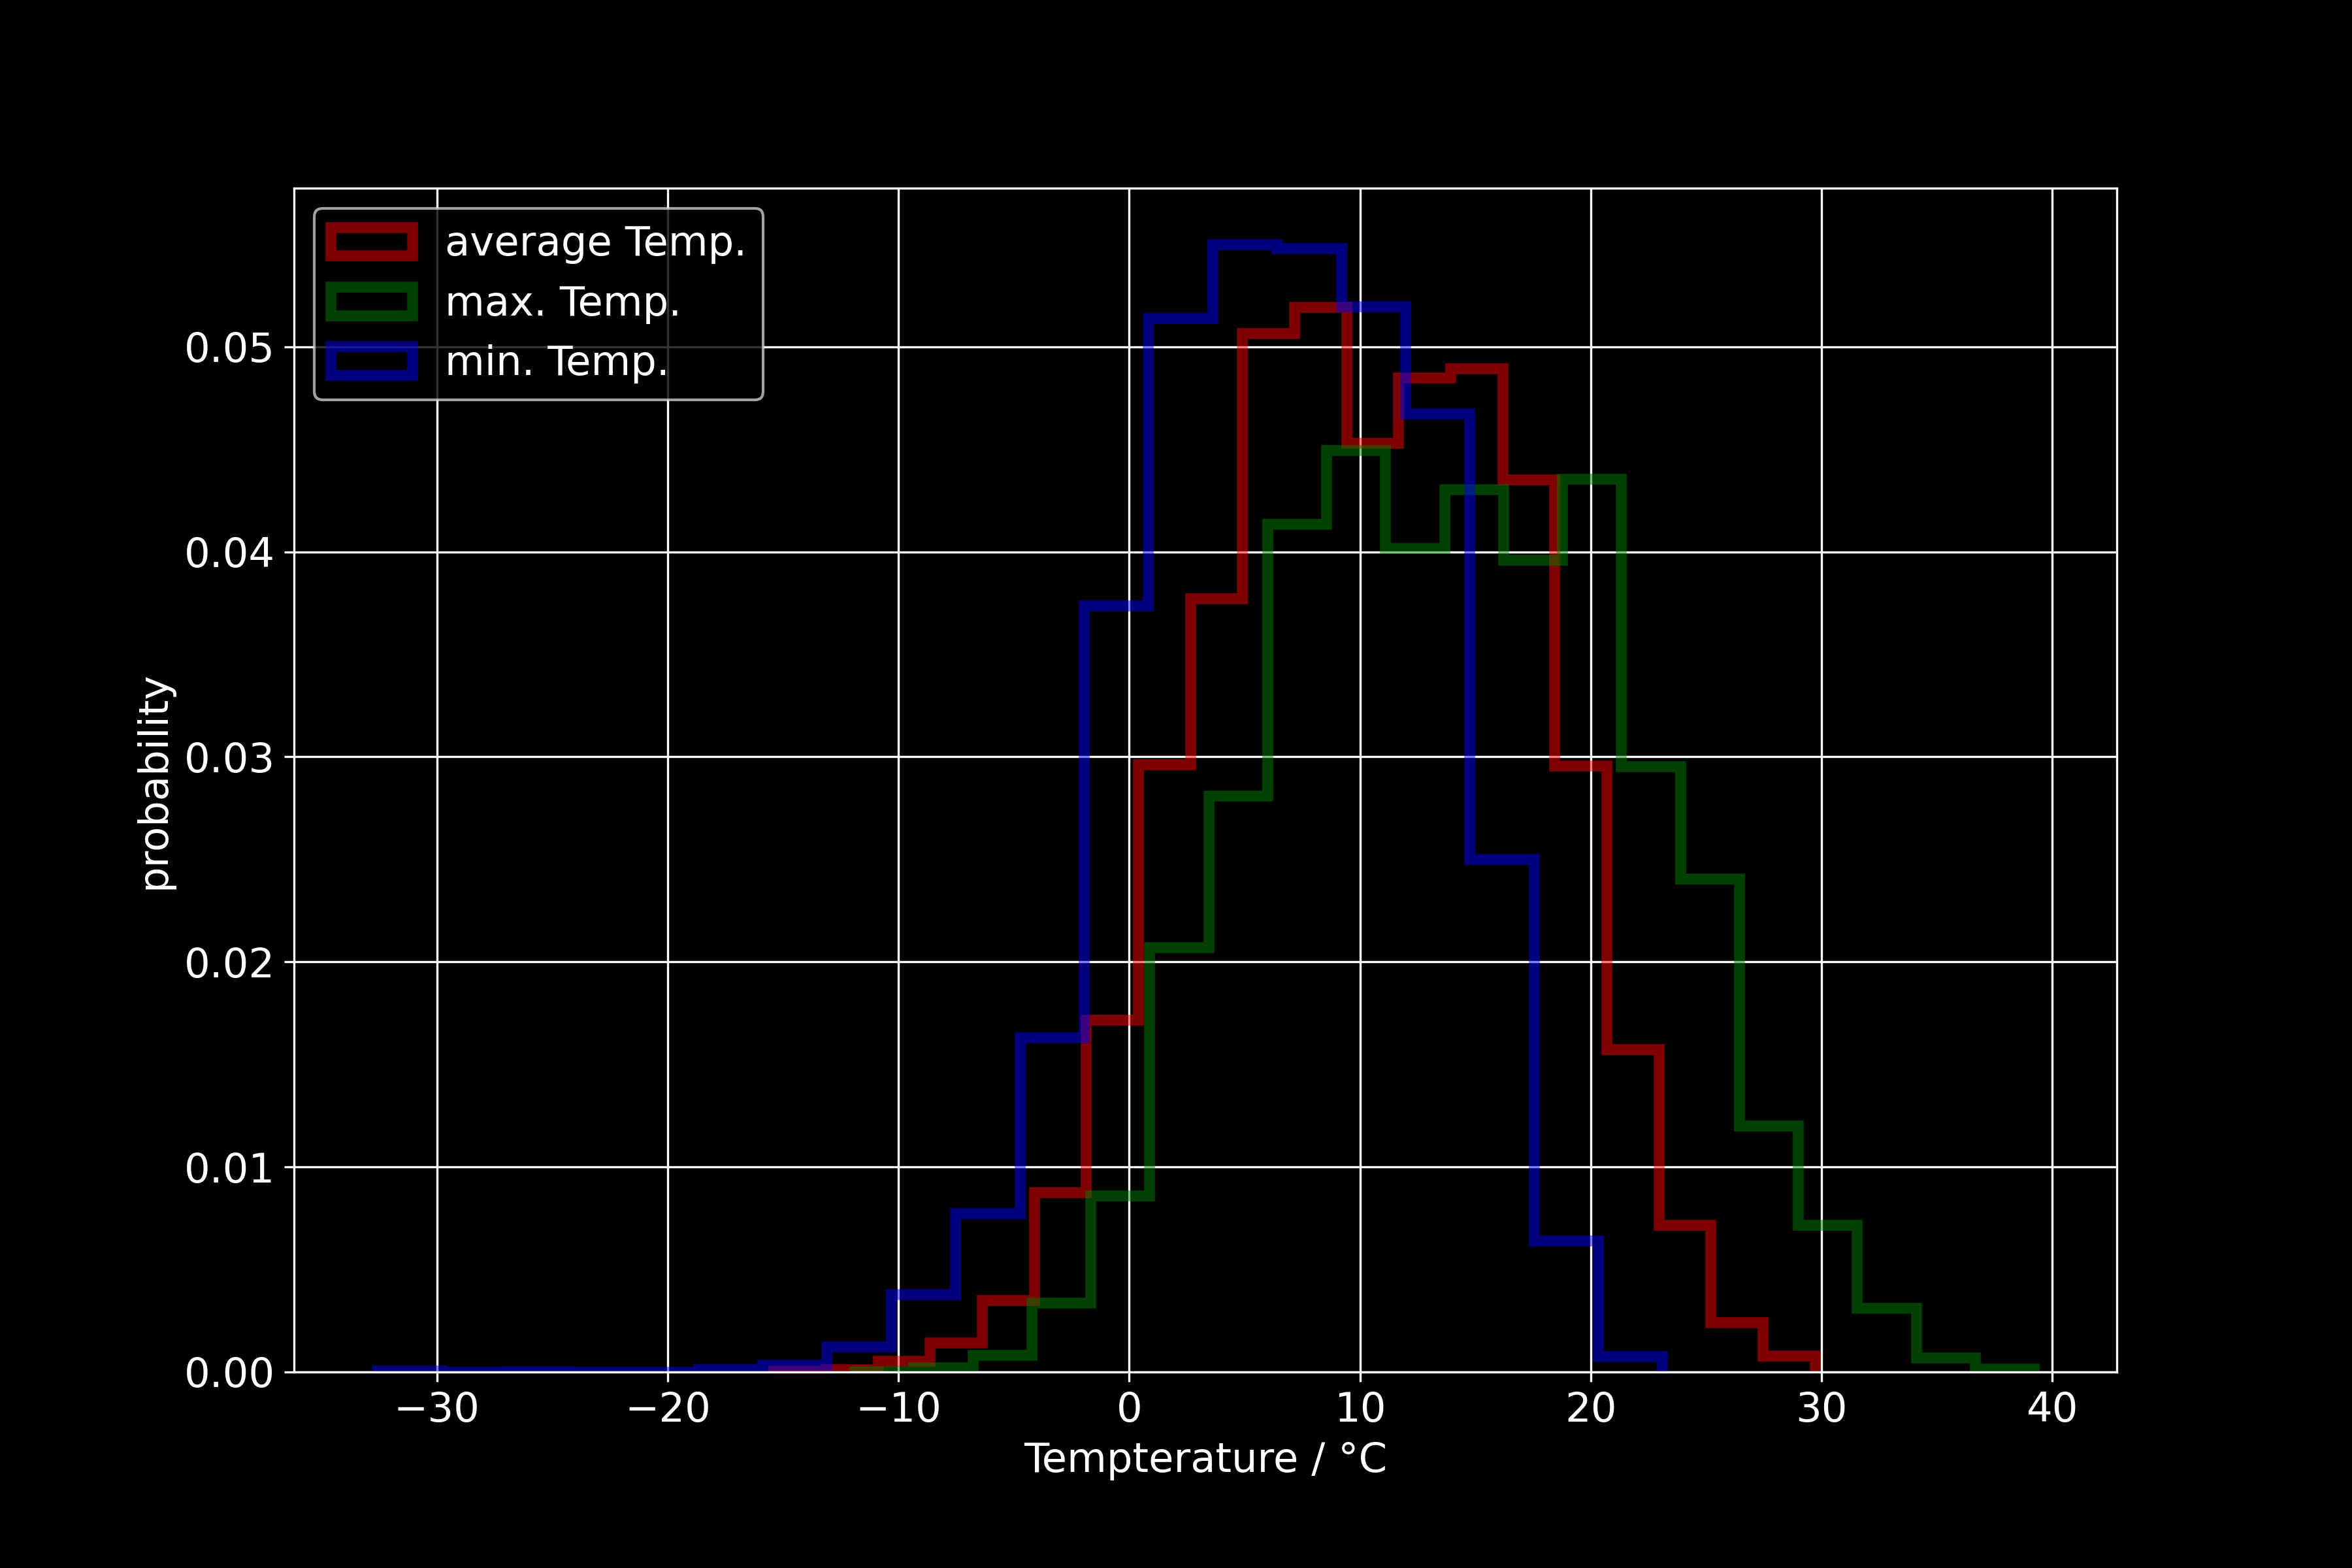 average Temp.
max. Temp.
min. Temp.
0.05
0.04
0.03
0.02
0.01
0.00
probability
−30 −20 −10 0 10 20 30 40
Tempterature / °C